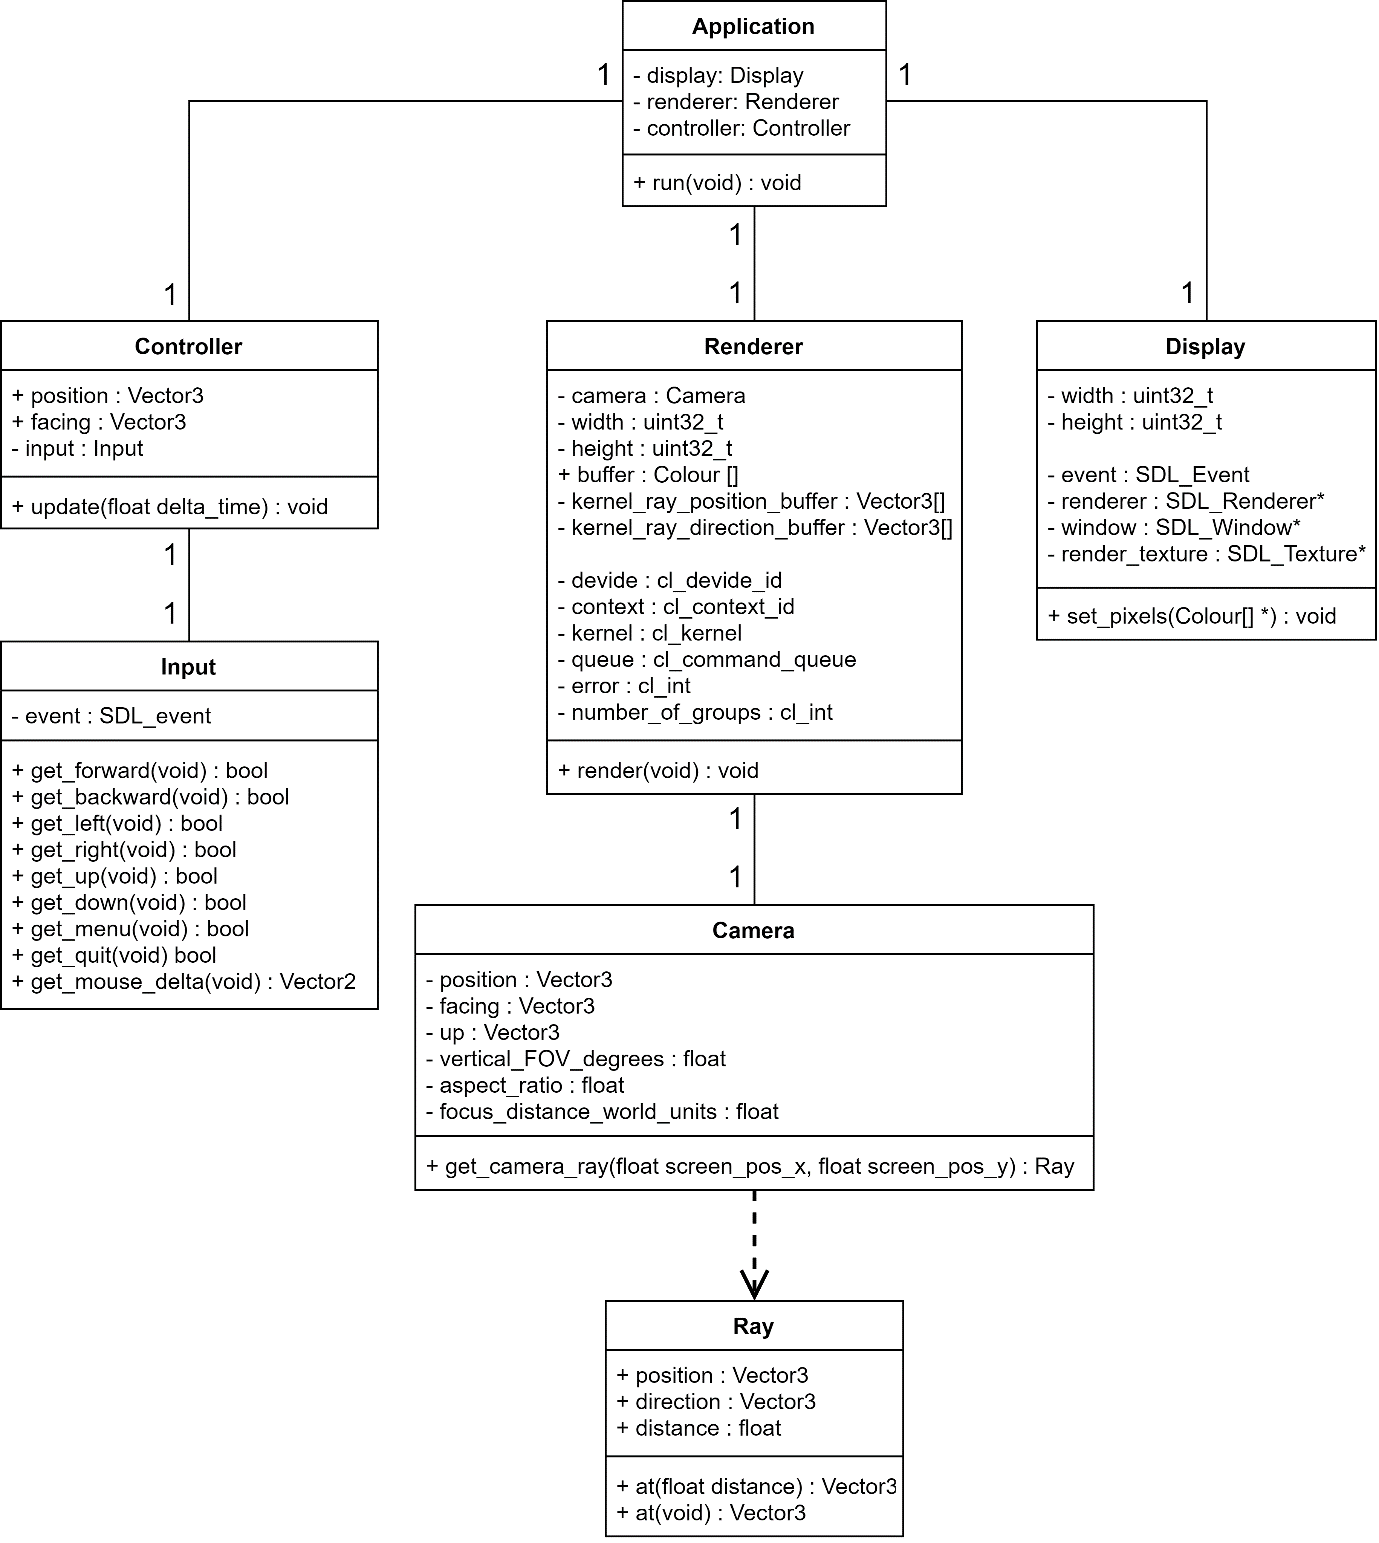 Application
- display: Display
- renderer: Renderer
- controller: Controller
+ run(void) : void
1
1
1
1
1
1
Controller
+ position : Vector3
+ facing : Vector3
- input : Input
+ update(float delta_time) : void
1
1
Input
- event : SDL_event
+ get_forward(void) : bool
+ get_backward(void) : bool
+ get_left(void) : bool
+ get_right(void) : bool
+ get_up(void) : bool
+ get_down(void) : bool
+ get_menu(void) : bool
+ get_quit(void) bool
+ get_mouse_delta(void) : Vector2
Renderer
- camera : Camera
- width : uint32_t
- height : uint32_t
+ buffer : Colour []
- kernel_ray_position_buffer : Vector3[]
- kernel_ray_direction_buffer : Vector3[]
- devide : cl_devide_id
- context : cl_context_id
- kernel : cl_kernel
- queue : cl_command_queue
- error : cl_int
- number_of_groups : cl_int
+ render(void) : void
1
1
Display
- width : uint32_t
- height : uint32_t
- event : SDL_Event
- renderer : SDL_Renderer*
- window : SDL_Window*
- render_texture : SDL_Texture*
+ set_pixels(Colour[] *) : void
Camera
- position : Vector3
- facing : Vector3
- up : Vector3
- vertical_FOV_degrees : float
- aspect_ratio : float
- focus_distance_world_units : float
+ get_camera_ray(float screen_pos_x, float screen_pos_y) : Ray
Ray
+ position : Vector3
+ direction : Vector3
+ distance : float
+ at(float distance) : Vector3
+ at(void) : Vector3